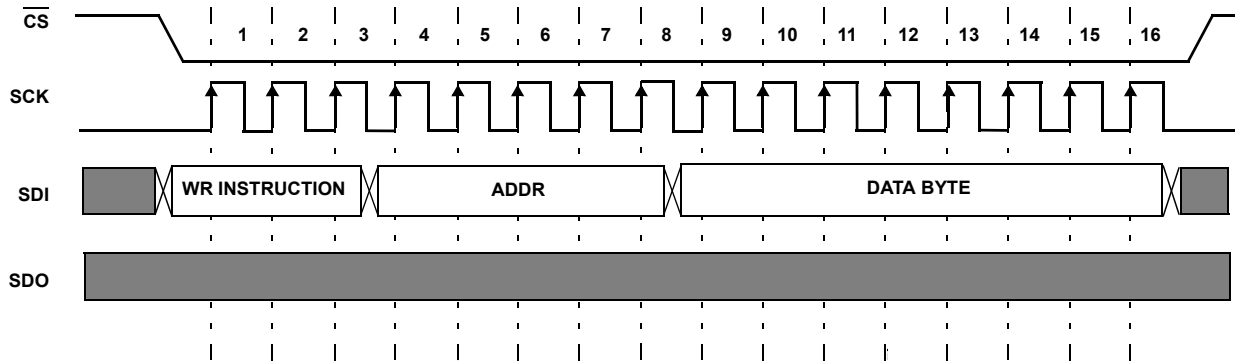 CS
1 2 3 4 5 6 7 8 9 10 11 12 13 14 15 16
SCK
SDI WR INSTRUCTION ADDR DATA BYTE
SDO